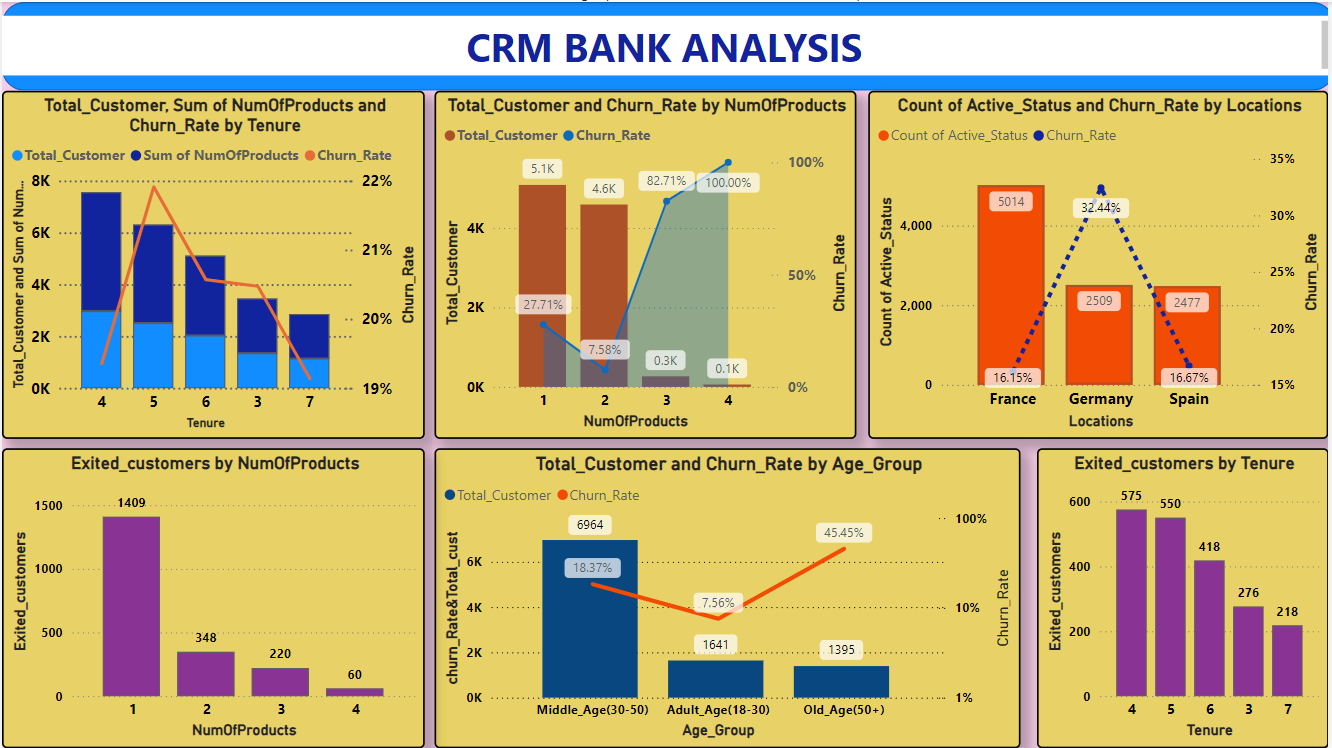 CRM BANK ANALYSIS
Total_Customer, Sum of NumOfProducts and
Churn_Rate by Tenure
Total_Customer Sum of NumOfProducts Churn_Rate
Total_Customer and Sum of Num...
8K
6K
4K
2K
0K
22%
21%
20%
19%
Churn_Rate
4 5 6 3 7
Tenure
Total_Customer and Churn_Rate by NumOfProducts
Total_Customer Churn_Rate
Total_Customer
4K
2K
0K
5.1K
4.6K
0.3K
0.1K
27.71%
7.58%
82.71%
100.00%
100%
50%
0%
Churn_Rate
1 2 3 4
NumOfProducts
Count of Active_Status and Churn_Rate by Locations
Count of Active_Status Churn_Rate
Count of Active_Status
4,000
2,000
0
5014
2509
2477
16.15%
32.44%
16.67%
35%
30%
25%
20%
15%
Churn_Rate
France Germany Spain
Locations
Exited_customers by NumOfProducts
Exited_customers
1500
1000
500
0
1409
348
220
60
1 2 3 4
NumOfProducts
Total_Customer and Churn_Rate by Age_Group
Total_Customer Churn_Rate
churn_Rate&Total_cust
6K
4K
2K
0K
6964
1641
1395
18.37%
7.56%
45.45%
100%
10%
1%
Churn_Rate
Middle_Age(30-50) Adult_Age(18-30) Old_Age(50+)
Age_Group
Exited_customers by Tenure
Exited_customers
600
400
200
0
575
550
418
276
218
4 5 6 3 7
Tenure